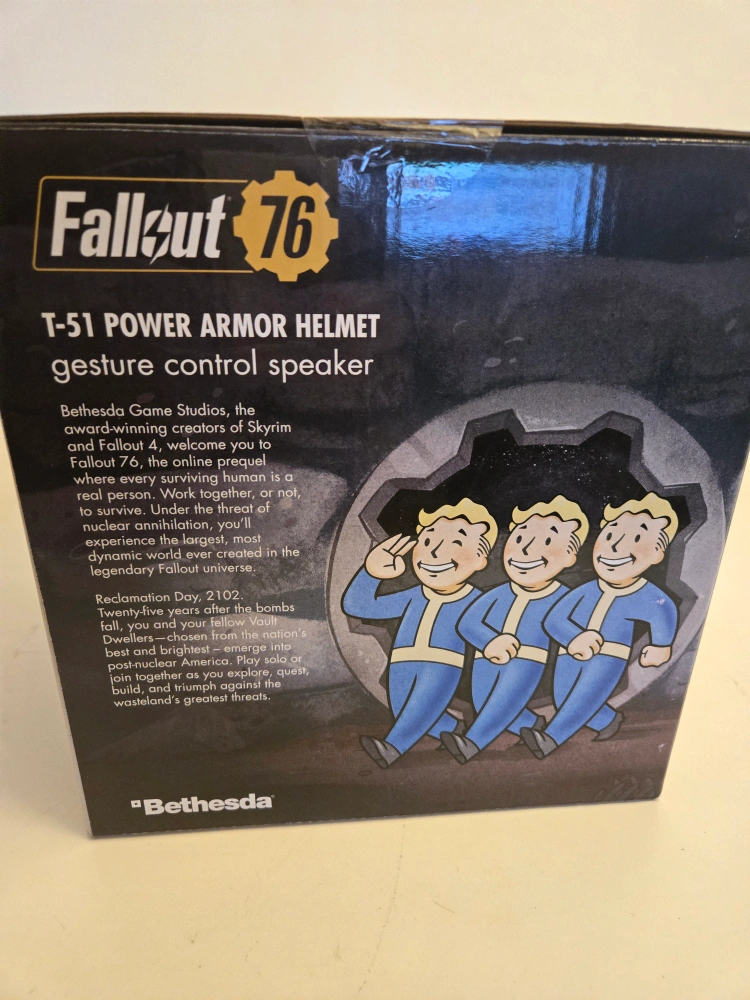 Fallout 76
T-51 POWER ARMOR HELMET
gesture control speaker
Bethesda Game Studios, the
award-winning creators of Skyrim
and Fallout 4, welcome you to
Fallout 76, the online prequel
where every surviving human is a
real person. Work together, or not,
to survive. Under the threat of
nuclear annihilation, you'll
experience the largest, most
dynamic world ever created in the
legendary Fallout universe.
Reclamation Day, 2102.
Twenty-five years after the bombs
fall, you and your fellow Vault
Dwellers—chosen from the nation's
best and brightest – emerge into
post-nuclear America. Play solo or
join together as you explore, quest,
build, and triumph against the
wasteland's greatest threats.
Bethesda